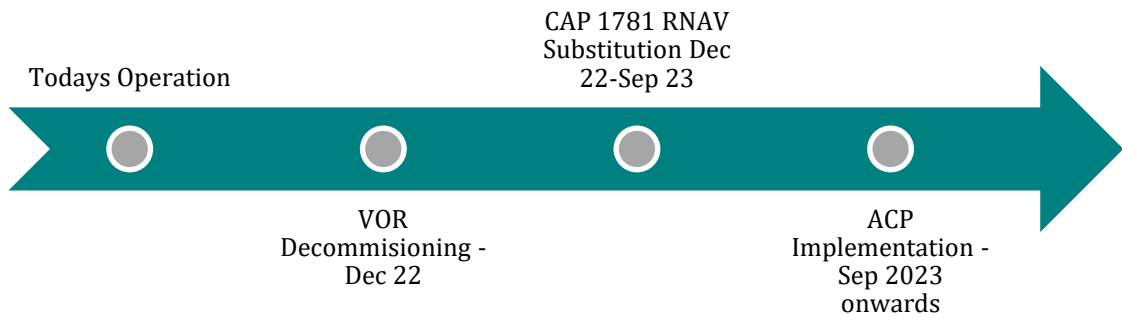 Todays Operation
VOR
Decommisioning -
Dec 22
CAP 1781 RNAV
Substitution Dec
22-Sep 23
ACP
Implementation -
Sep 2023
onwards